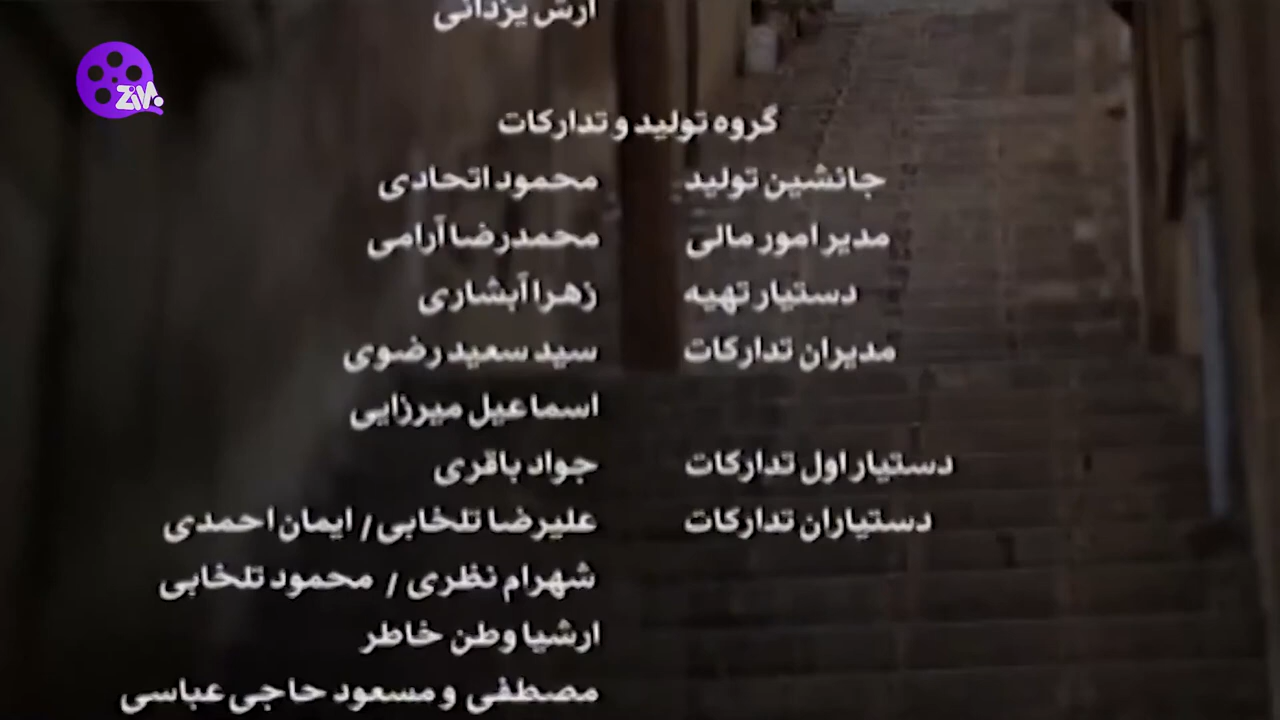 آرش یزدانی
ZiM.
گروه تولید و تدارکات
جانشین تولید محمود اتحادی
مدیر امور مالی محمدرضا آرامی
دستیار تهیه زهرا آبشاری
مدیران تدارکات سید سعید رضوی
اسماعیل میرزایی
دستیار اول تدارکات جواد باقری
دستیاران تدارکات علیرضا تلخابی / ایمان احمدی
شهرام نظری / محمود تلخابی
ارشیا وطن خاطر
مصطفی و مسعود حاجی عباسی